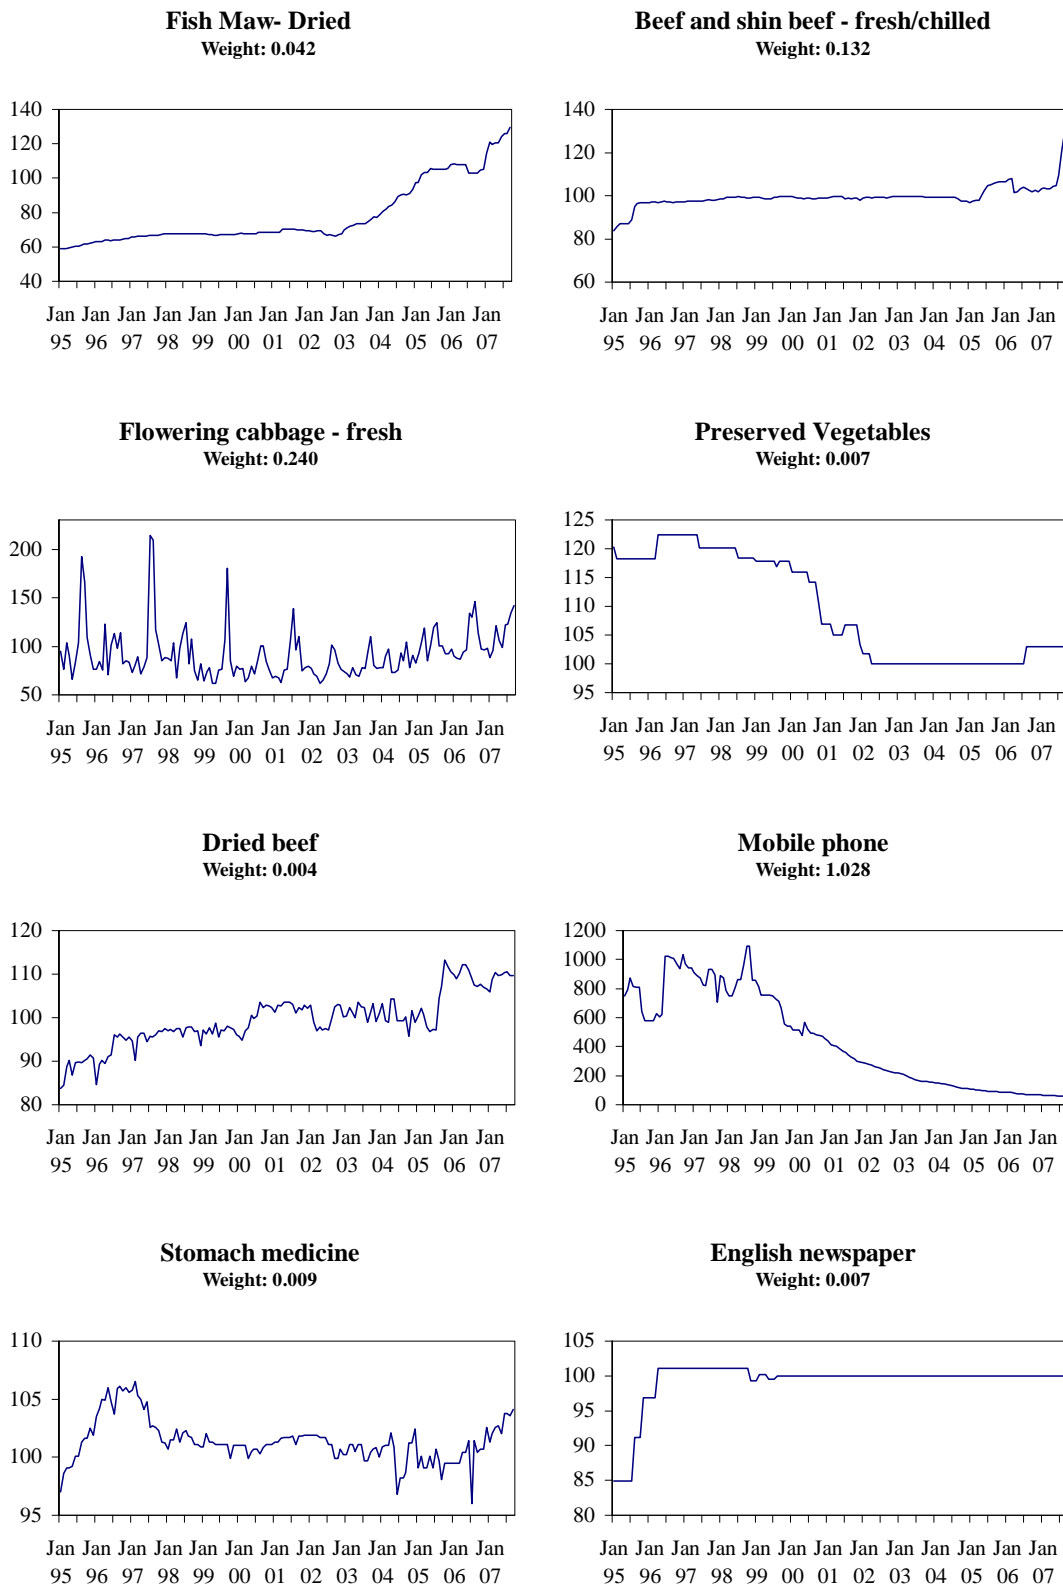 Fish Maw- Dried
Weight: 0.042
140
120
100
80
60
40
Jan Jan Jan Jan Jan Jan Jan Jan Jan Jan Jan Jan Jan
95 96 97 98 99 00 01 02 03 04 05 06 07
Beef and shin beef - fresh/chilled
Weight: 0.132
140
120
100
80
60
Jan Jan Jan Jan Jan Jan Jan Jan Jan Jan Jan Jan Jan
95 96 97 98 99 00 01 02 03 04 05 06 07
Flowering cabbage - fresh
Weight: 0.240
200
150
100
50
Jan Jan Jan Jan Jan Jan Jan Jan Jan Jan Jan Jan Jan
95 96 97 98 99 00 01 02 03 04 05 06 07
Preserved Vegetables
Weight: 0.007
125
120
115
110
105
100
95
Jan Jan Jan Jan Jan Jan Jan Jan Jan Jan Jan Jan Jan
95 96 97 98 99 00 01 02 03 04 05 06 07
Dried beef
Weight: 0.004
120
110
100
90
80
Jan Jan Jan Jan Jan Jan Jan Jan Jan Jan Jan Jan Jan
95 96 97 98 99 00 01 02 03 04 05 06 07
Mobile phone
Weight: 1.028
1200
1000
800
600
400
200
0
Jan Jan Jan Jan Jan Jan Jan Jan Jan Jan Jan Jan Jan
95 96 97 98 99 00 01 02 03 04 05 06 07
Stomach medicine
Weight: 0.009
110
105
100
95
Jan Jan Jan Jan Jan Jan Jan Jan Jan Jan Jan Jan Jan
95 96 97 98 99 00 01 02 03 04 05 06 07
English newspaper
Weight: 0.007
105
100
95
90
85
80
Jan Jan Jan Jan Jan Jan Jan Jan Jan Jan Jan Jan Jan
95 96 97 98 99 00 01 02 03 04 05 06 07